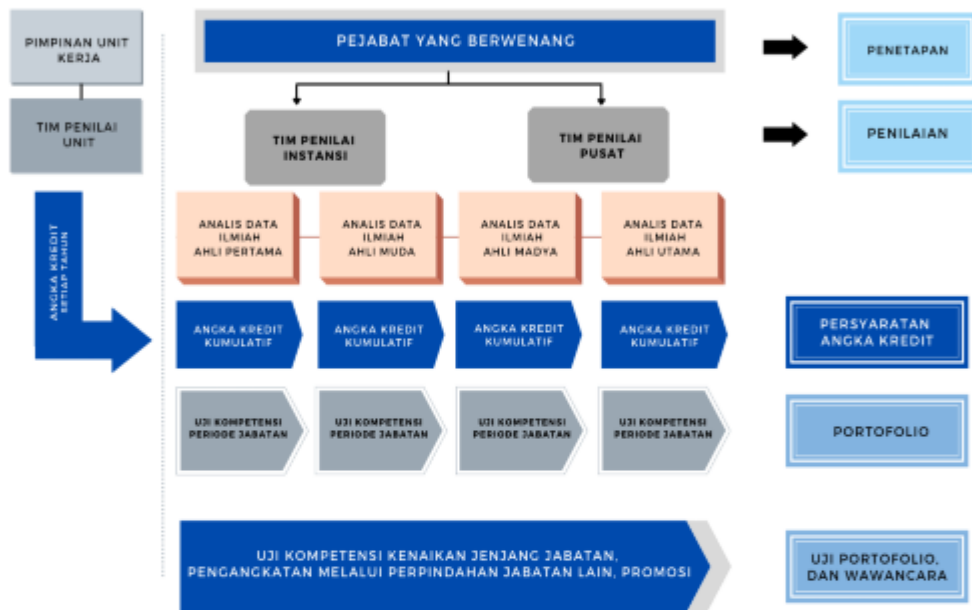 PIMPINAN UNIT
KERJA
TIM PENILAI
UNIT
ANGKA KREDIT
SETIAP TAHUN
PEJABAT YANG BERWENANG
PENETAPAN
TIM PENILAI
INSTANSI
TIM PENILAI
PUSAT
PENILAIAN
ANALIS DATA
ILMIAH
AHLI PERTAMA
ANALIS DATA
ILMIAH
AHLI MUDA
ANALIS DATA
ILMIAH
AHLI MADYA
ANALIS DATA
ILMIAH
AHLI UTAMA
ANGKA KREDIT
KUMULATIF
ANGKA KREDIT
KUMULATIF
ANGKA KREDIT
KUMULATIF
ANGKA KREDIT
KUMULATIF
PERSYARATAN
ANGKA KREDIT
UJI KOMPETENSI
PERIODE JABATAN
UJI KOMPETENSI
PERIODE JABATAN
UJI KOMPETENSI
PERIODE JABATAN
UJI KOMPETENSI
PERIODE JABATAN
PORTOFOLIO
UJI KOMPETENSI KENAIKAN JENJANG JABATAN,
PENGANGKATAN MELALUI PERPINDAHAN JABATAN LAIN, PROMOSI
UJI PORTOFOLIO,
DAN WAWANCARA